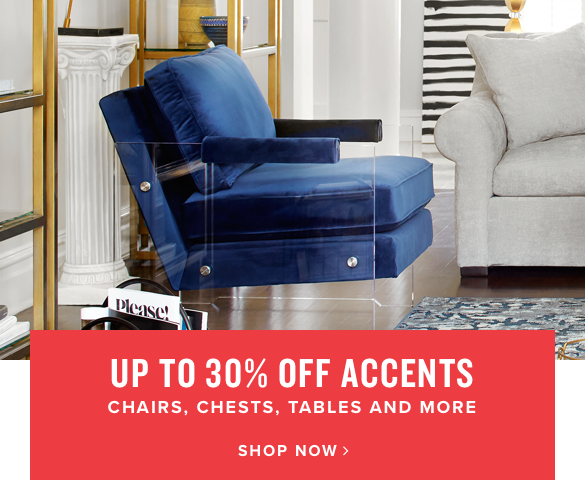 Please!
UP TO 30% OFF ACCENTS
CHAIRS, CHESTS, TABLES AND MORE
SHOP NOW >